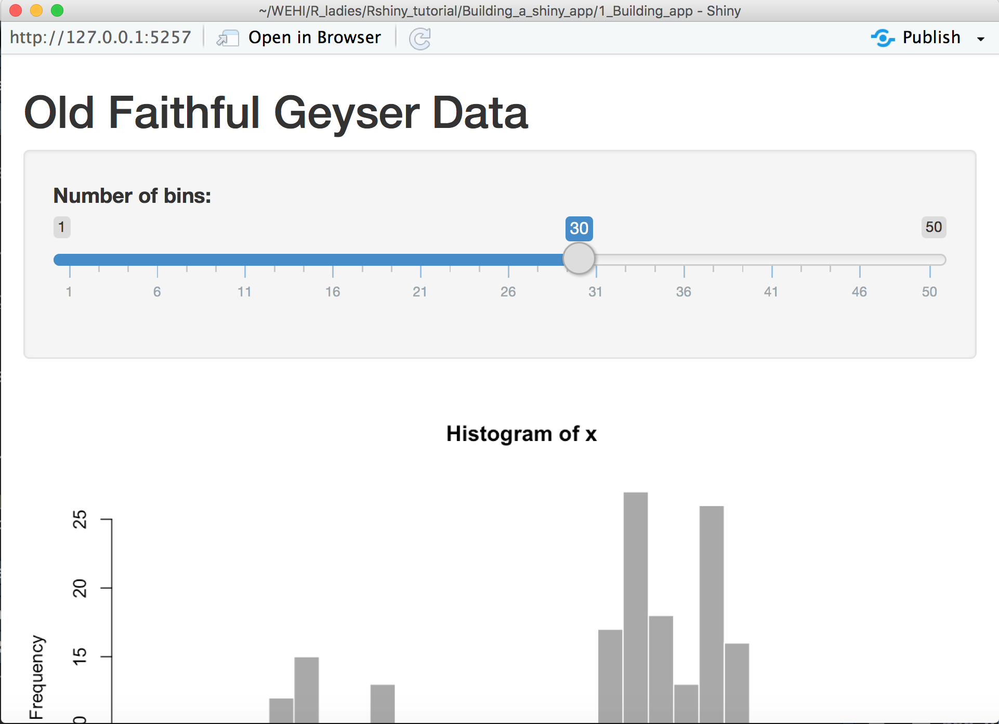 ~/WEHI/R_ladies/Rshiny_tutorial/Building_a_shiny_app/1_Building_app - Shiny
http://127.0.0.1:5257 Open in Browser Publish
Old Faithful Geyser Data
Number of bins:
1 30 50
1 6 11 16 21 26 31 36 41 46 50
Histogram of x
25
20
15
Frequency